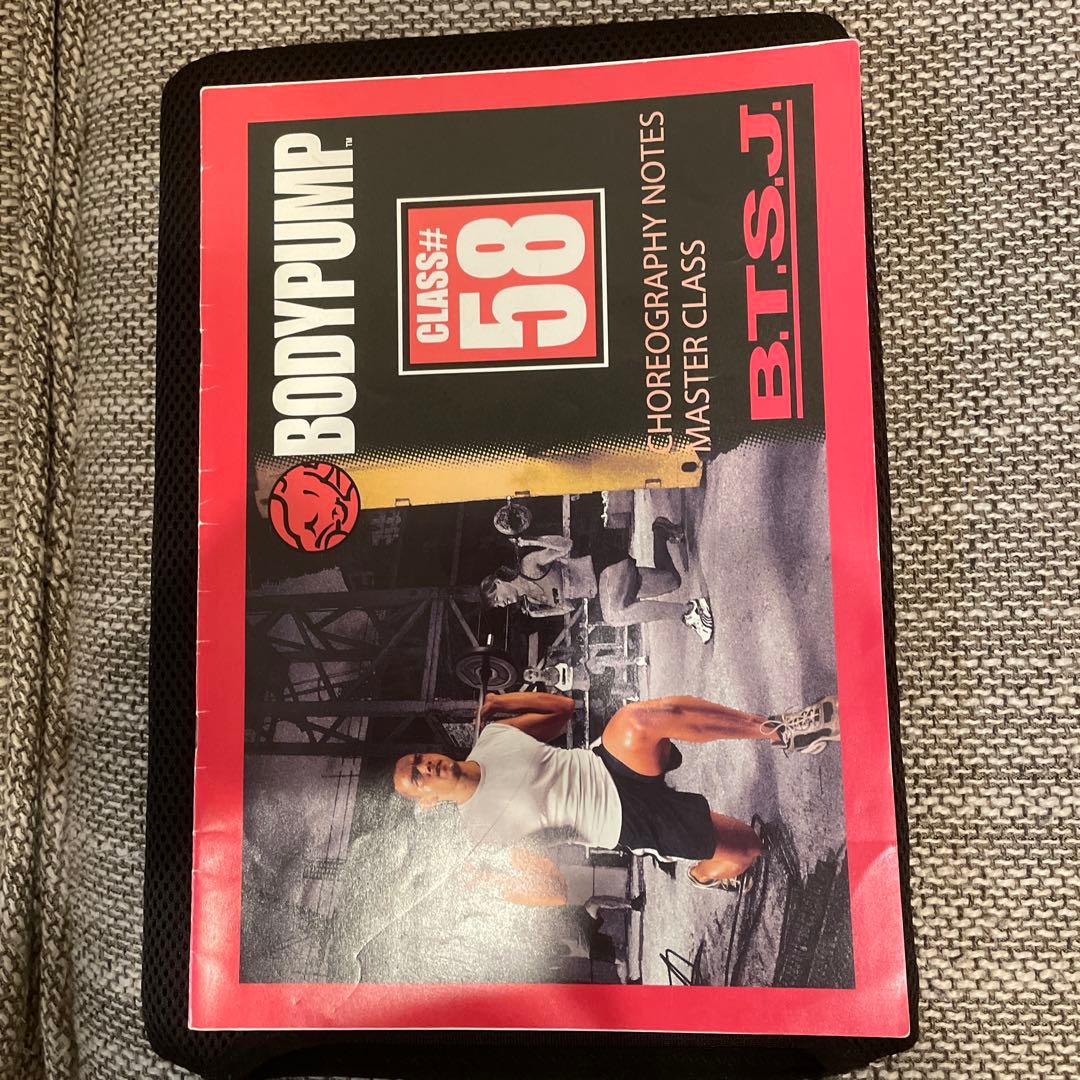 BODYPUMP™
CLASS#
58
CHOREOGRAPHY NOTES
MASTER CLASS
B.T.S.J.